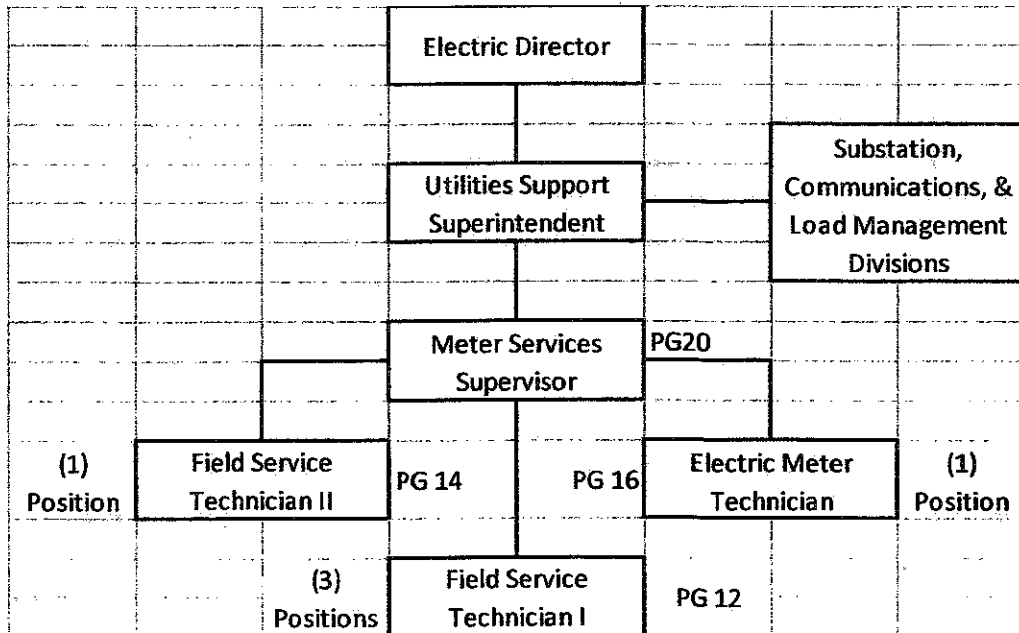 Electric Director
Utilities Support
Superintendent
Substation,
Communications, &
Load Management
Divisions
Meter Services
Supervisor
PG20
(1)
Position
Field Service
Technician II
PG 14
PG 16
Electric Meter
Technician
(1)
Position
(3)
Positions
Field Service
Technician I
PG 12